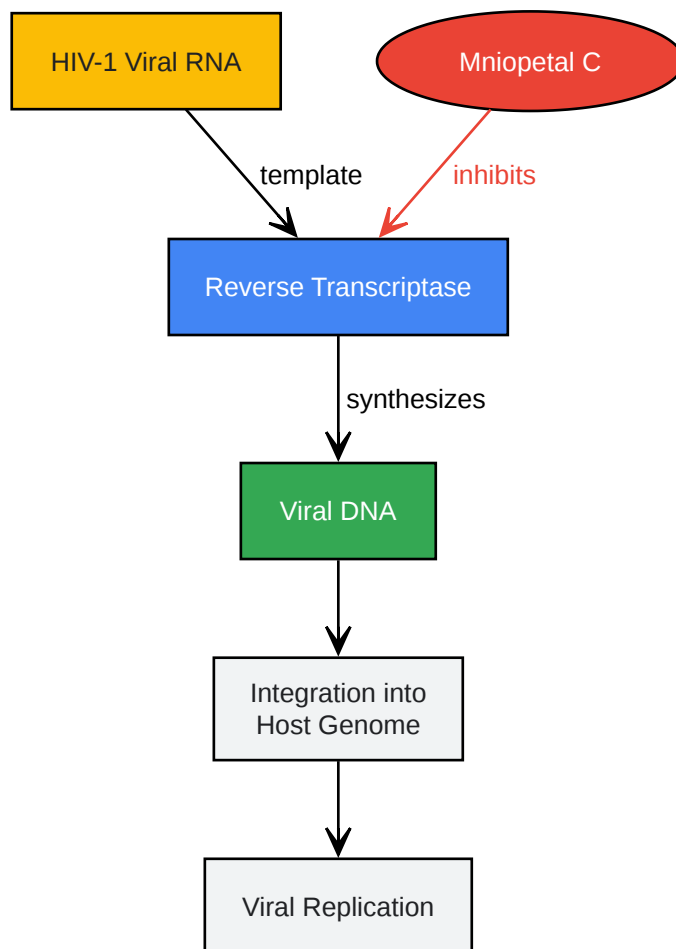 HIV-1 Viral RNA
Mniopetal C
template
inhibits
Reverse Transcriptase
synthesizes
Viral DNA
Integration into
Host Genome
Viral Replication